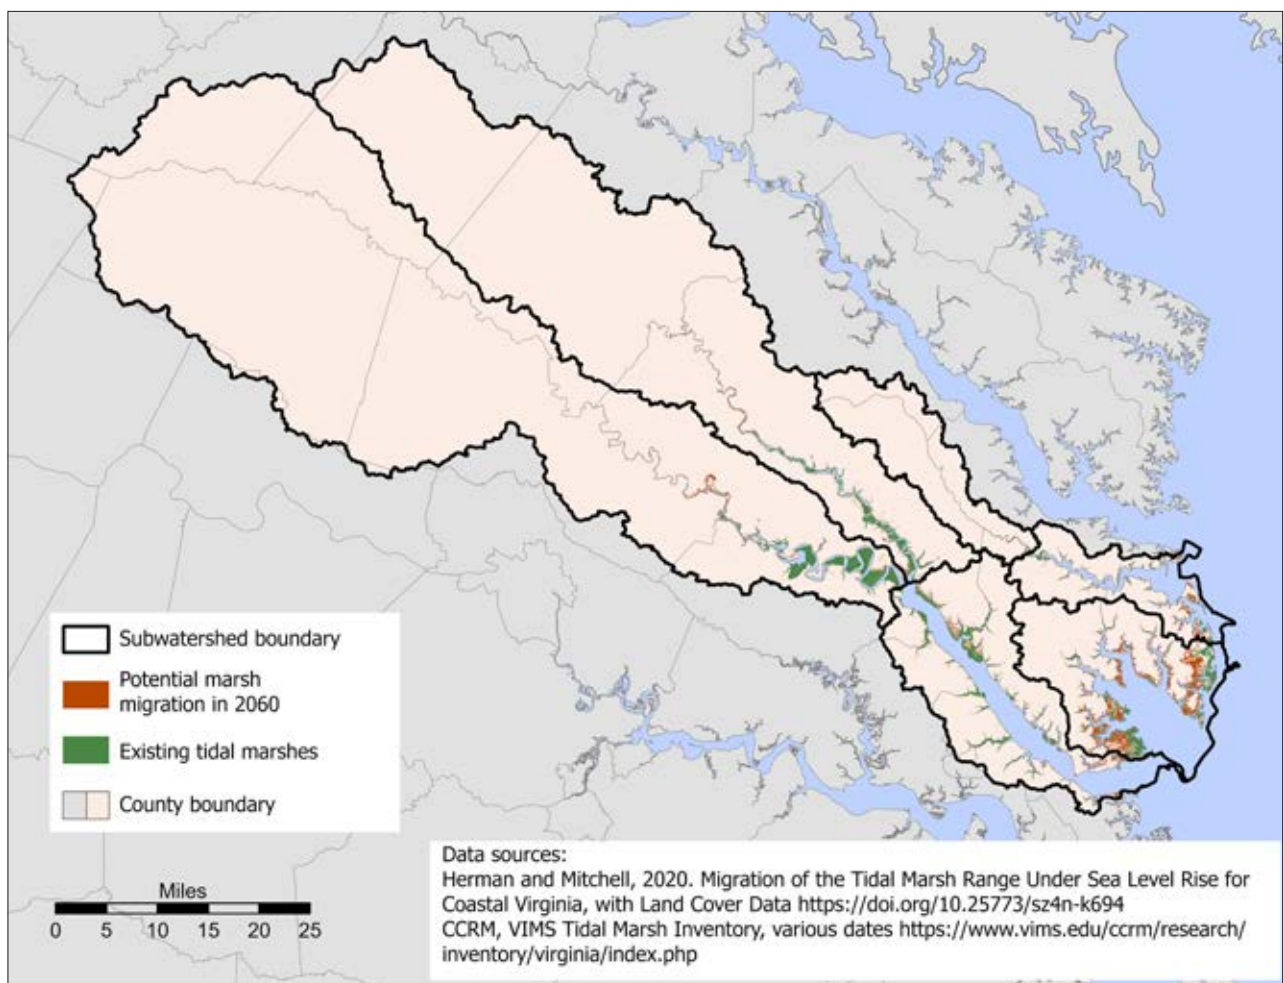 Subwatershed boundary
Potential marsh
migration in 2060
Existing tidal marshes
County boundary
Miles
0 5 10 15 20 25
Data sources:
Herman and Mitchell, 2020. Migration of the Tidal Marsh Range Under Sea Level Rise for
Coastal Virginia, with Land Cover Data https://doi.org/10.25773/sz4n-k694
CCRM, VIMS Tidal Marsh Inventory, various dates https://www.vims.edu/ccrm/research/
inventory/virginia/index.php